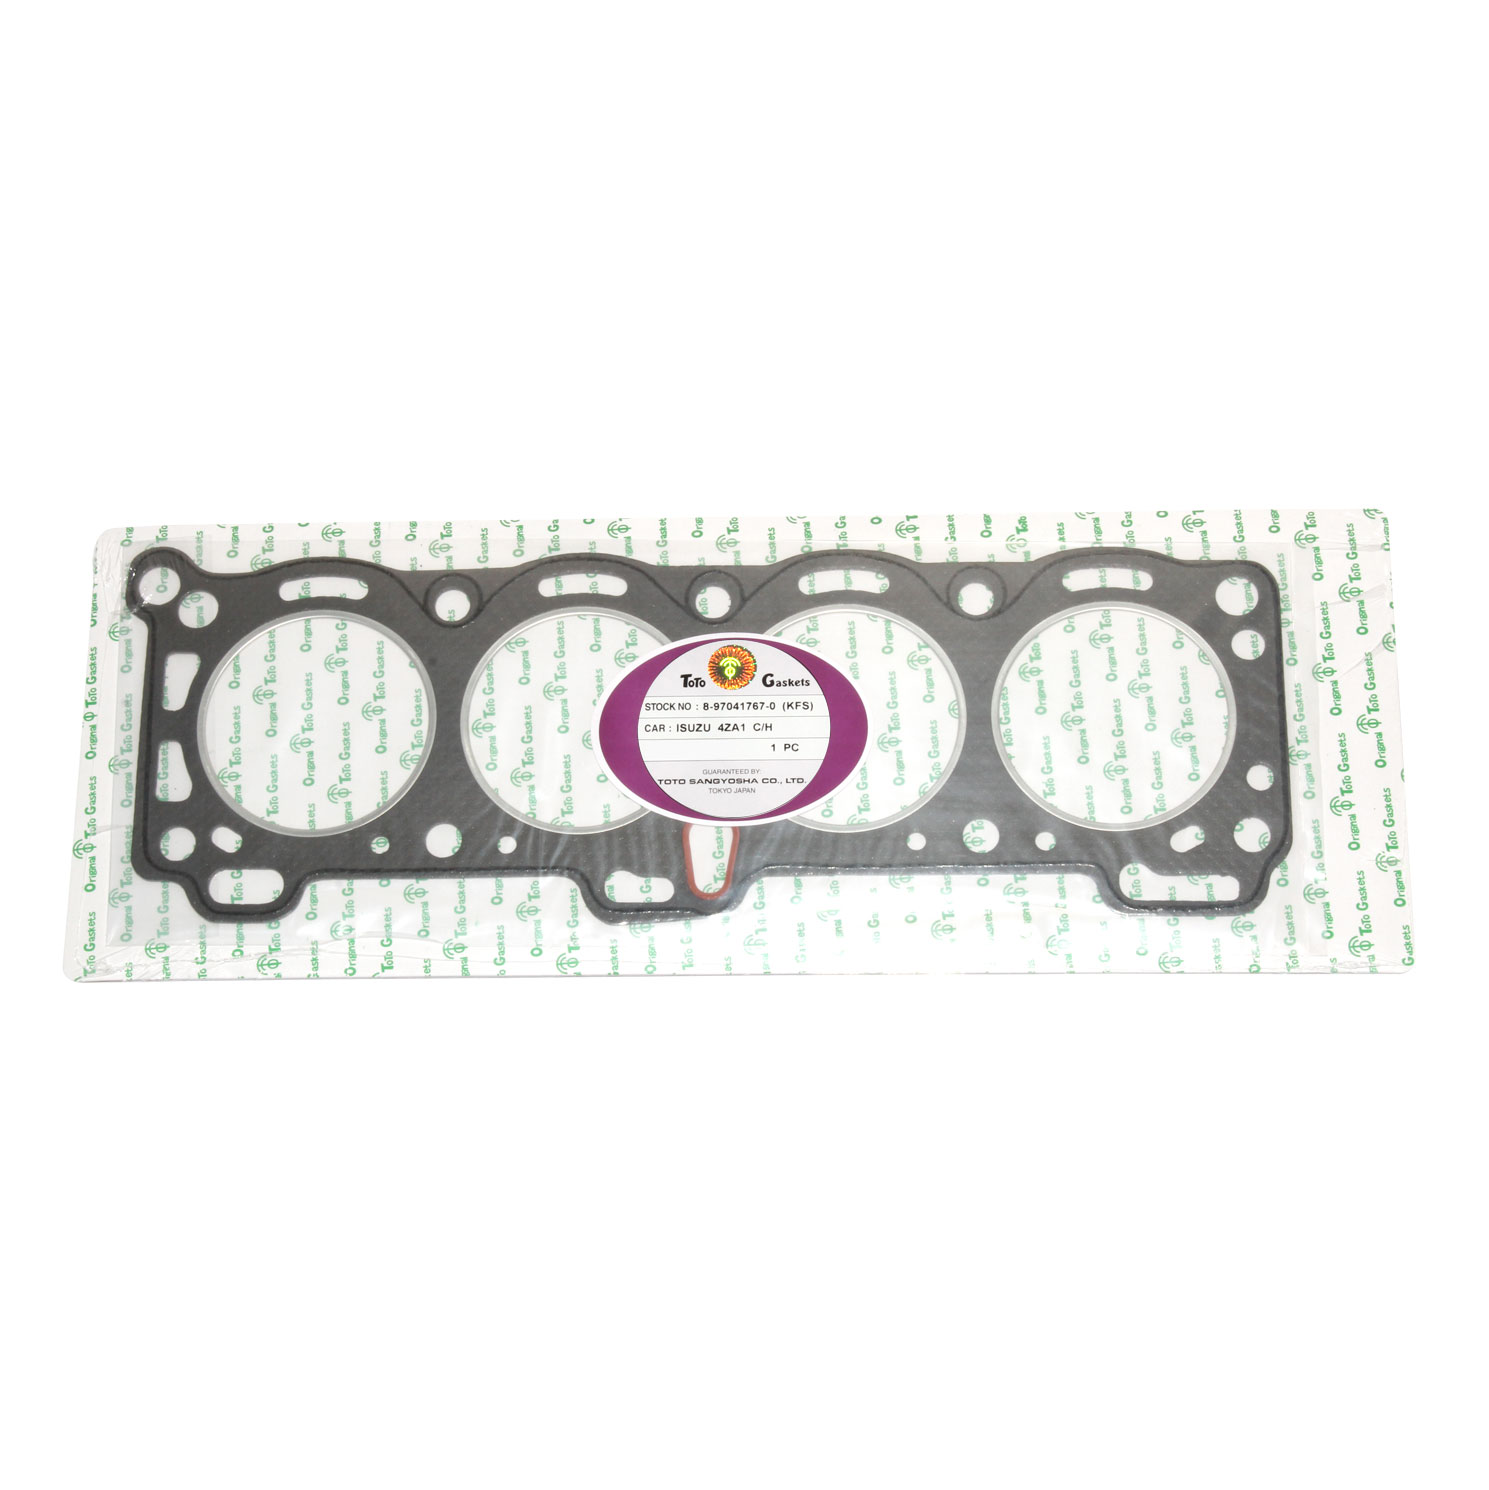 ToTo Gaskets
STOCK NO : 8-97041767-0 (KFS)
CAR : ISUZU 4ZA1 C/H
1 PC
GUARANTEED BY:
TOTO SANGYOSHA CO., LTD.
TOKYO JAPAN
Original ToTo Gaskets